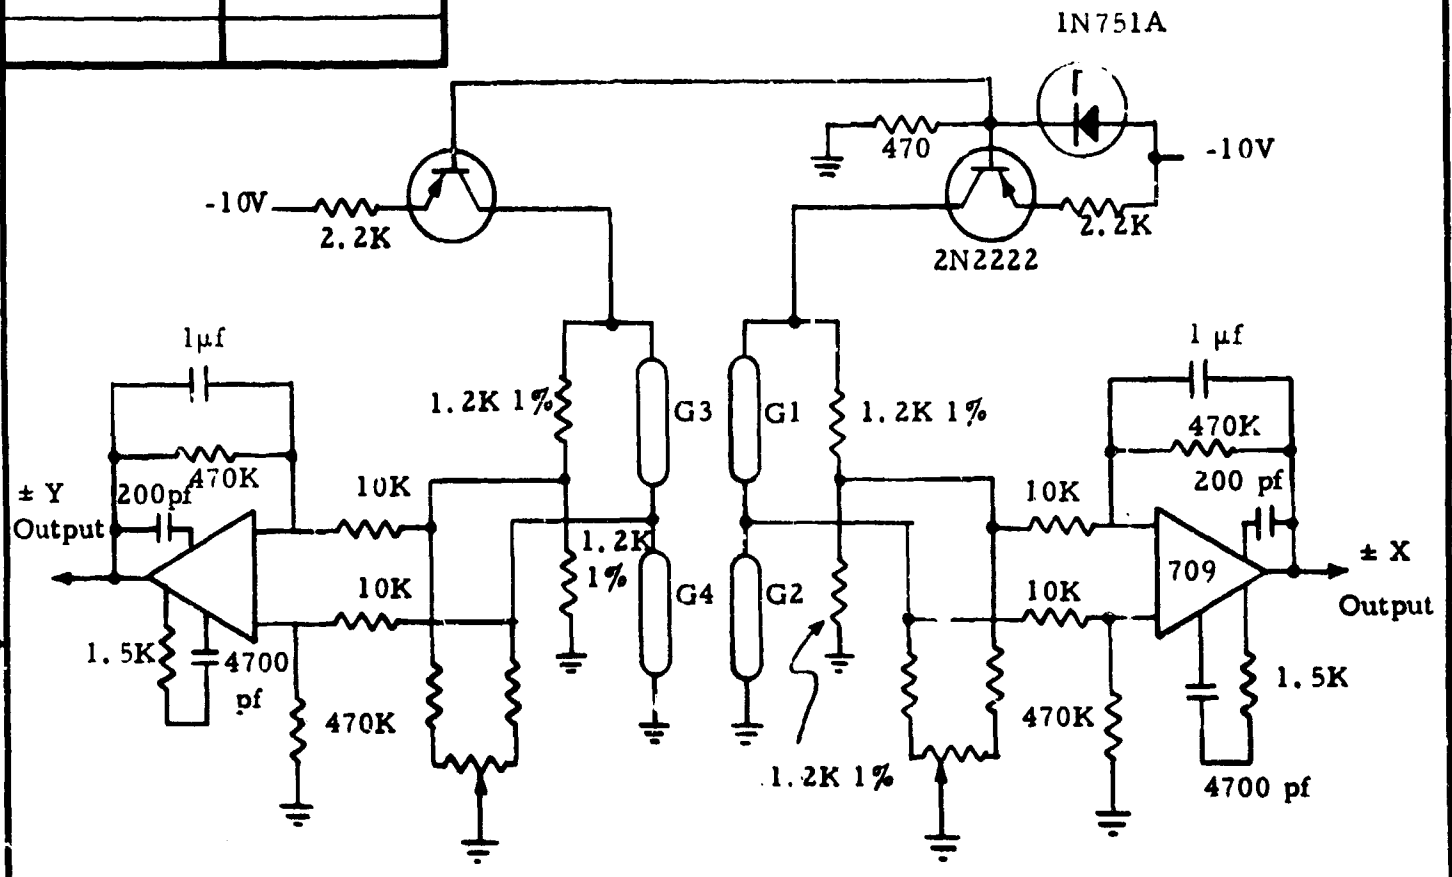 1N751A
470
-10V
-10V
2.2K
2.2K
2N2222
1μf
1 μf
1.2K 1%
G3
G1
1.2K 1%
470K
470K
± Y
Output
200pf
10K
10K
200 pf
1.2K
1%
709
± X
Output
10K
G4
G2
10K
1.5K
4700
pf
1.5K
470K
470K
1.2K 1%
4700 pf